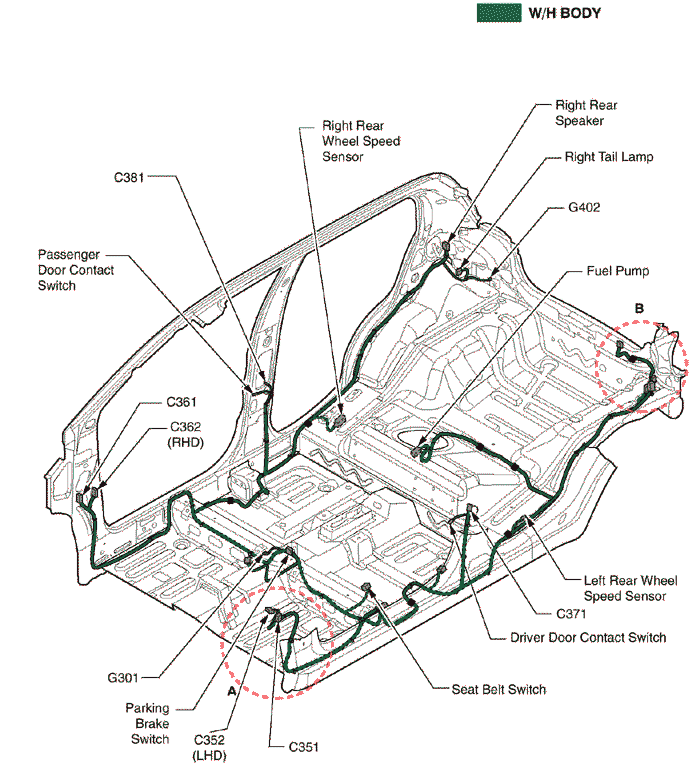 W/H BODY
Right Rear
Speaker
Right Rear
Wheel Speed
Sensor
Right Tail Lamp
C381
G402
Passenger
Door Contact
Switch
Fuel Pump
B
C361
C362
(RHD)
Left Rear Wheel
Speed Sensor
C371
Driver Door Contact Switch
G301
A
Seat Belt Switch
Parking
Brake
Switch
C352
(LHD)
C351